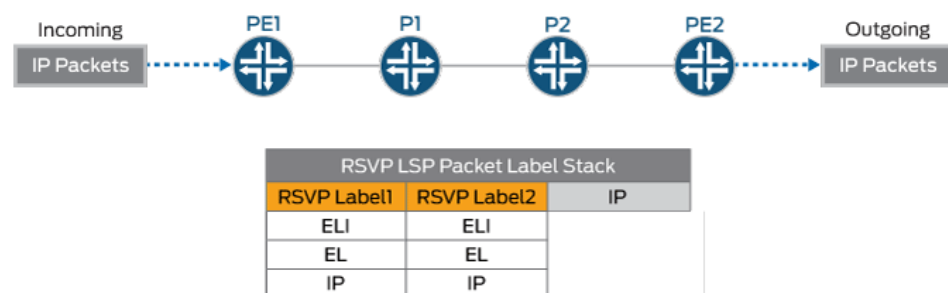 Incoming
IP Packets
PE1
P1
P2
PE2
Outgoing
IP Packets
RSVP LSP Packet Label Stack
RSVP Label1 RSVP Label2 IP
ELI ELI
EL EL
IP IP